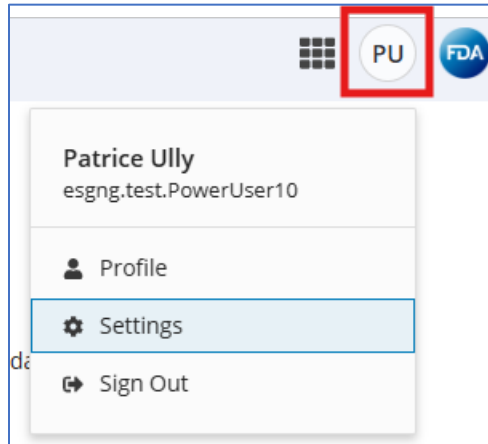 PU
FDA
Patrice Ully
esgng.test.PowerUser10
Profile
Settings
da
Sign Out